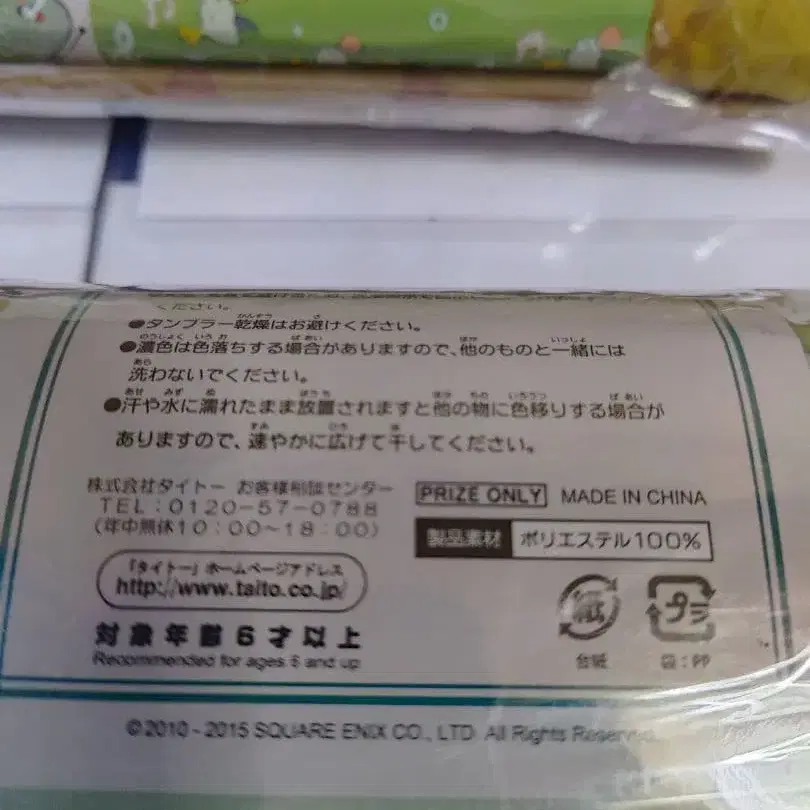 ください。
●タンブラー乾燥はお避けください。
●濃色は色落ちする場合がありますので、他のものと一緒には
洗わないでください。
●汗や水に濡れたまま放置されますと他の物に色移りする場合が
ありますので、速やかに広げて干してください。
株式会社タイトー お客様相談センター
TEL:0120-57-0788
(年中無休10:00~18:00)
「タイトー」ホームページアドレス
http://www.taito.co.jp/
対象年齢6才以上
Recommended for ages 6 and up
PRIZE ONLY MADE IN CHINA
製品素材 ポリエステル100%
紙 プラ
台紙 袋:PP
©2010 - 2015 SQUARE ENIX CO., LTD. All Rights Reserved.